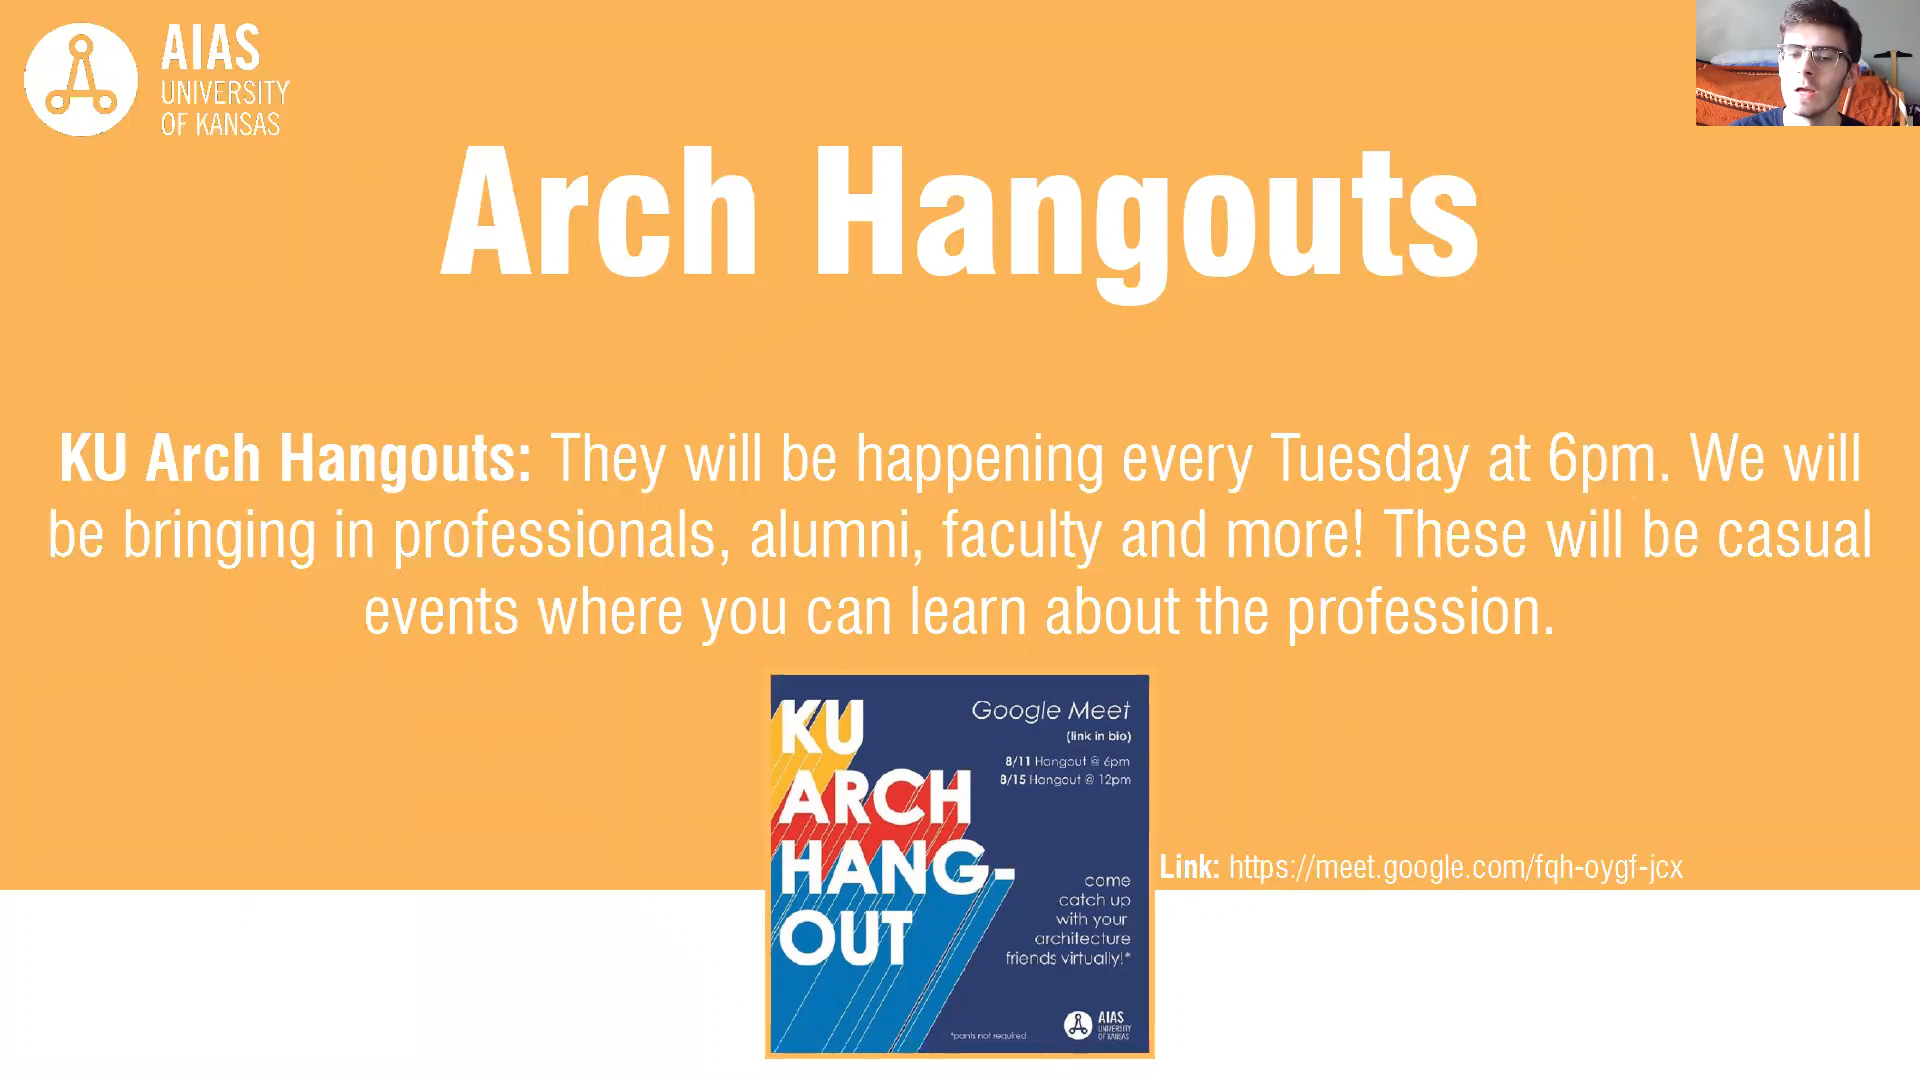 AIAS
UNIVERSITY
OF KANSAS
Arch Hangouts
KU Arch Hangouts: They will be happening every Tuesday at 6pm. We will
be bringing in professionals, alumni, faculty and more! These will be casual
events where you can learn about the profession.
KU
ARCH
HANG-
OUT
Google Meet
(link in bio)
8/11 Hangout @ 6pm
8/15 Hangout @ 12pm
come
catch up
with your
architecture
friends virtually!*
*pants not required
AIAS
UNIVERSITY
OF KANSAS
Link: https://meet.google.com/fqh-oygf-jcx